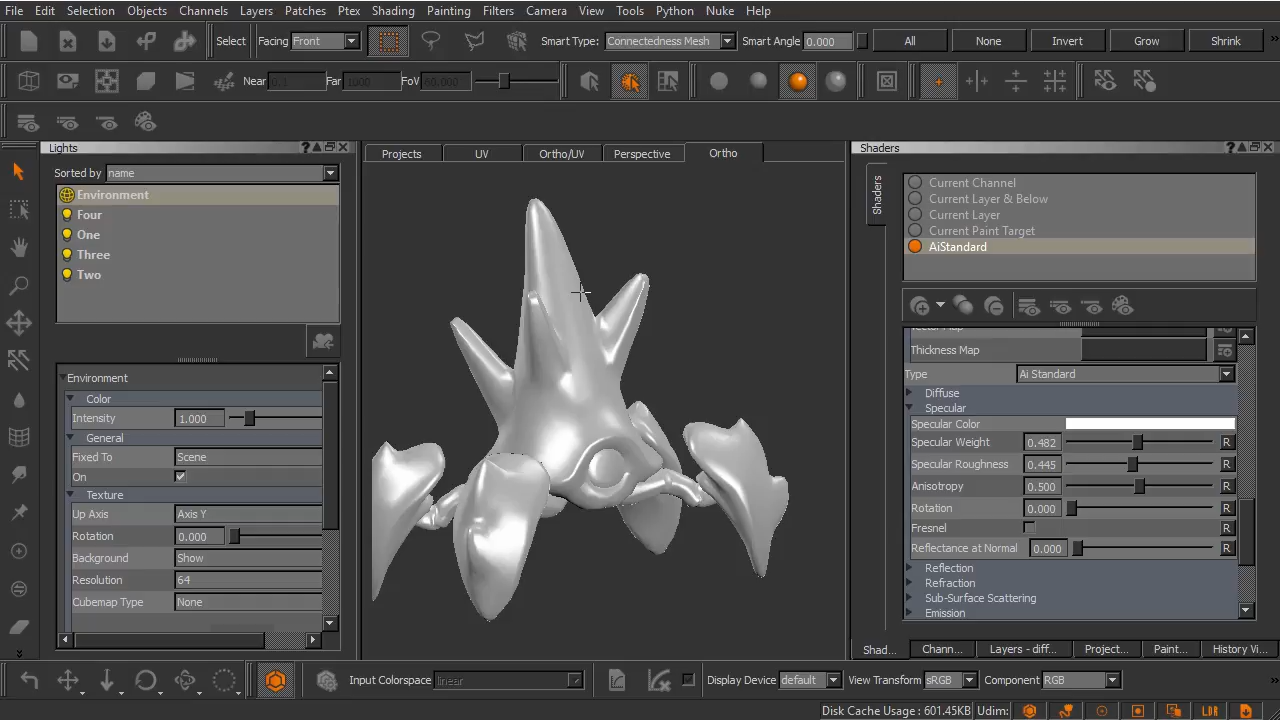 File Edit Selection Objects Channels Layers Patches Ptex Shading Painting Filters Camera View Tools Python Nuke Help
Select Facing Front Smart Type: Connectedness Mesh Smart Angle 0.000 All None Invert Grow Shrink
Near 0.1 Far 1000 FoV 60.000
Lights
Sorted by name
Environment
Four
One
Three
Two
Environment
Color
Intensity 1.000
General
Fixed To Scene
On
Texture
Up Axis Axis Y
Rotation 0.000
Background Show
Resolution 64
Cubemap Type None
Projects UV Ortho/UV Perspective Ortho
Shaders
Shaders
Current Channel
Current Layer & Below
Current Layer
Current Paint Target
AiStandard
Thickness Map
Type Ai Standard
Diffuse
Specular
Specular Color
Specular Weight 0.482 R
Specular Roughness 0.445 R
Anisotropy 0.500 R
Rotation 0.000 R
Fresnel R
Reflectance at Normal 0.000 R
Reflection
Refraction
Sub-Surface Scattering
Emission
Shad... Chann... Layers - diff... Project... Paint... History Vi...
Input Colorspace linear Display Device default View Transform sRGB Component RGB
Disk Cache Usage : 601.45KB Udim: LDR